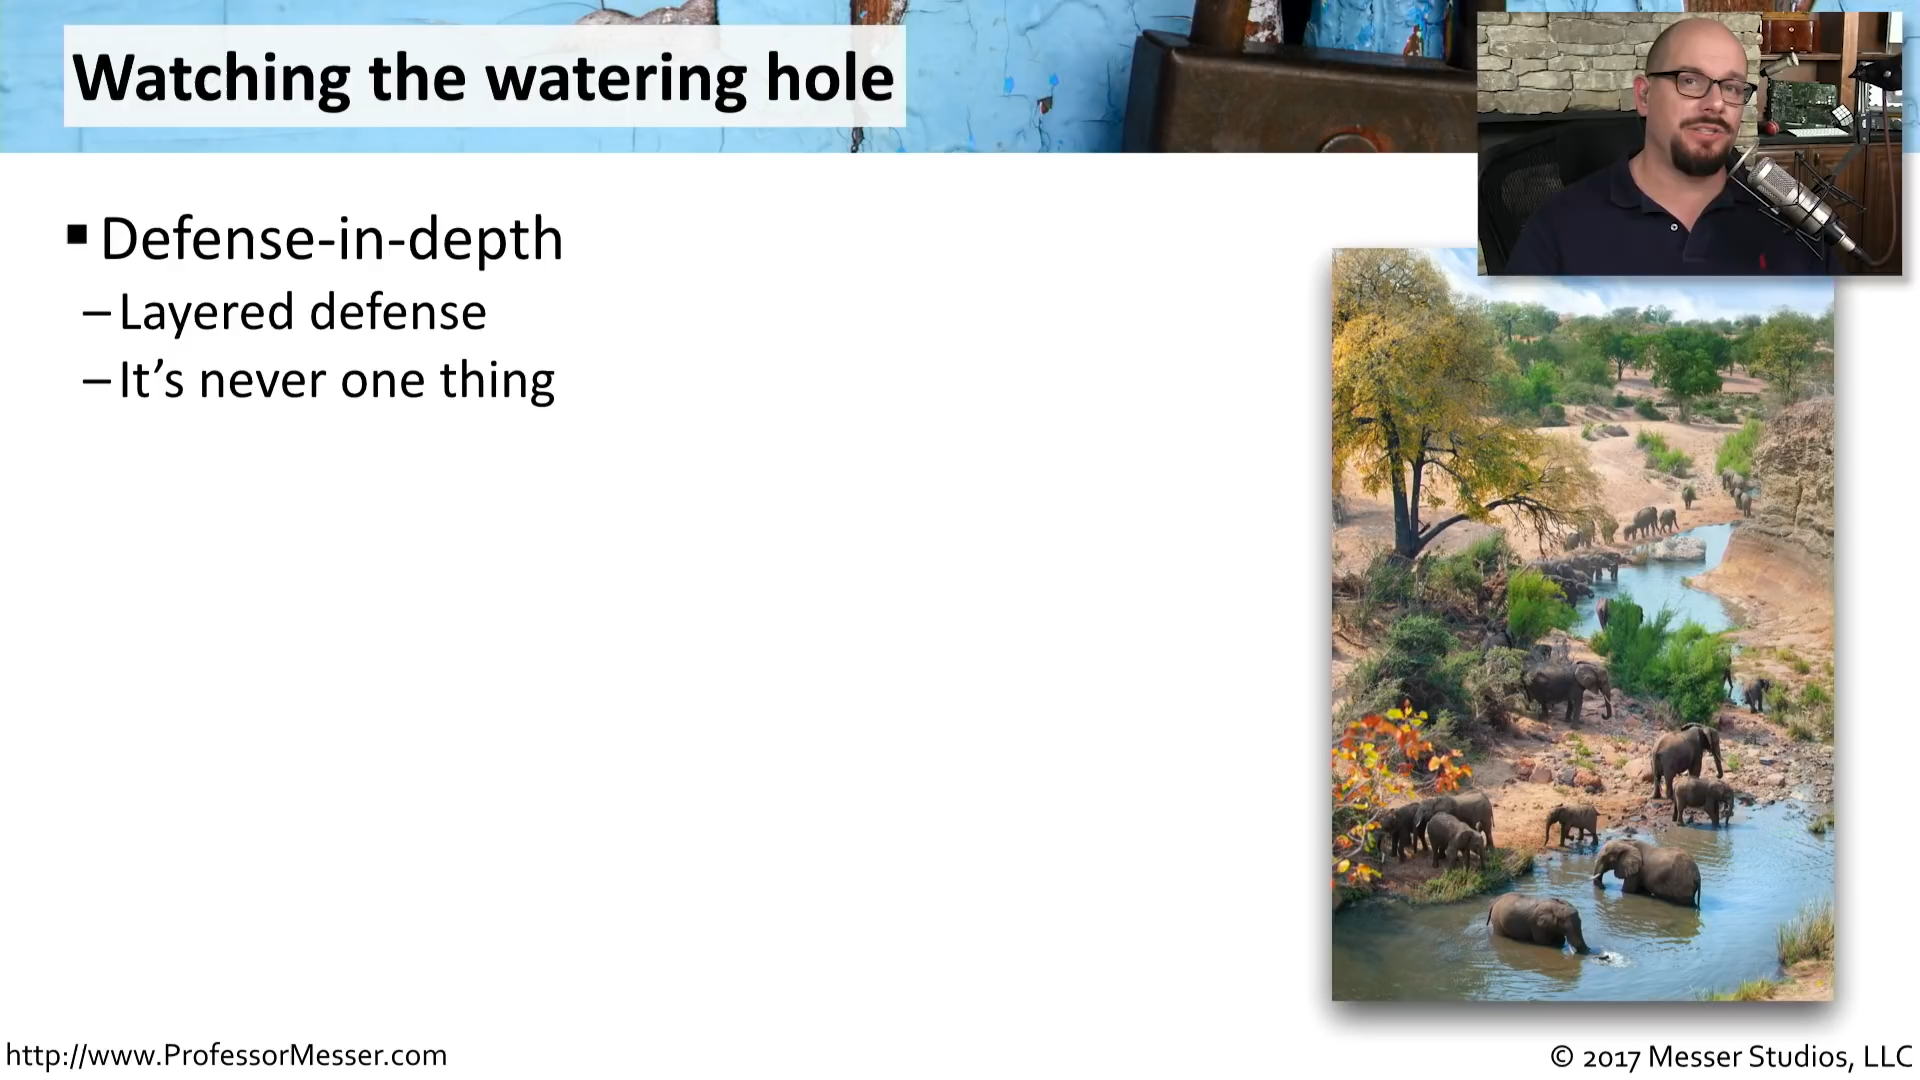 Watching the watering hole
▪ Defense-in-depth
– Layered defense
– It’s never one thing
http://www.ProfessorMesser.com
© 2017 Messer Studios, LLC